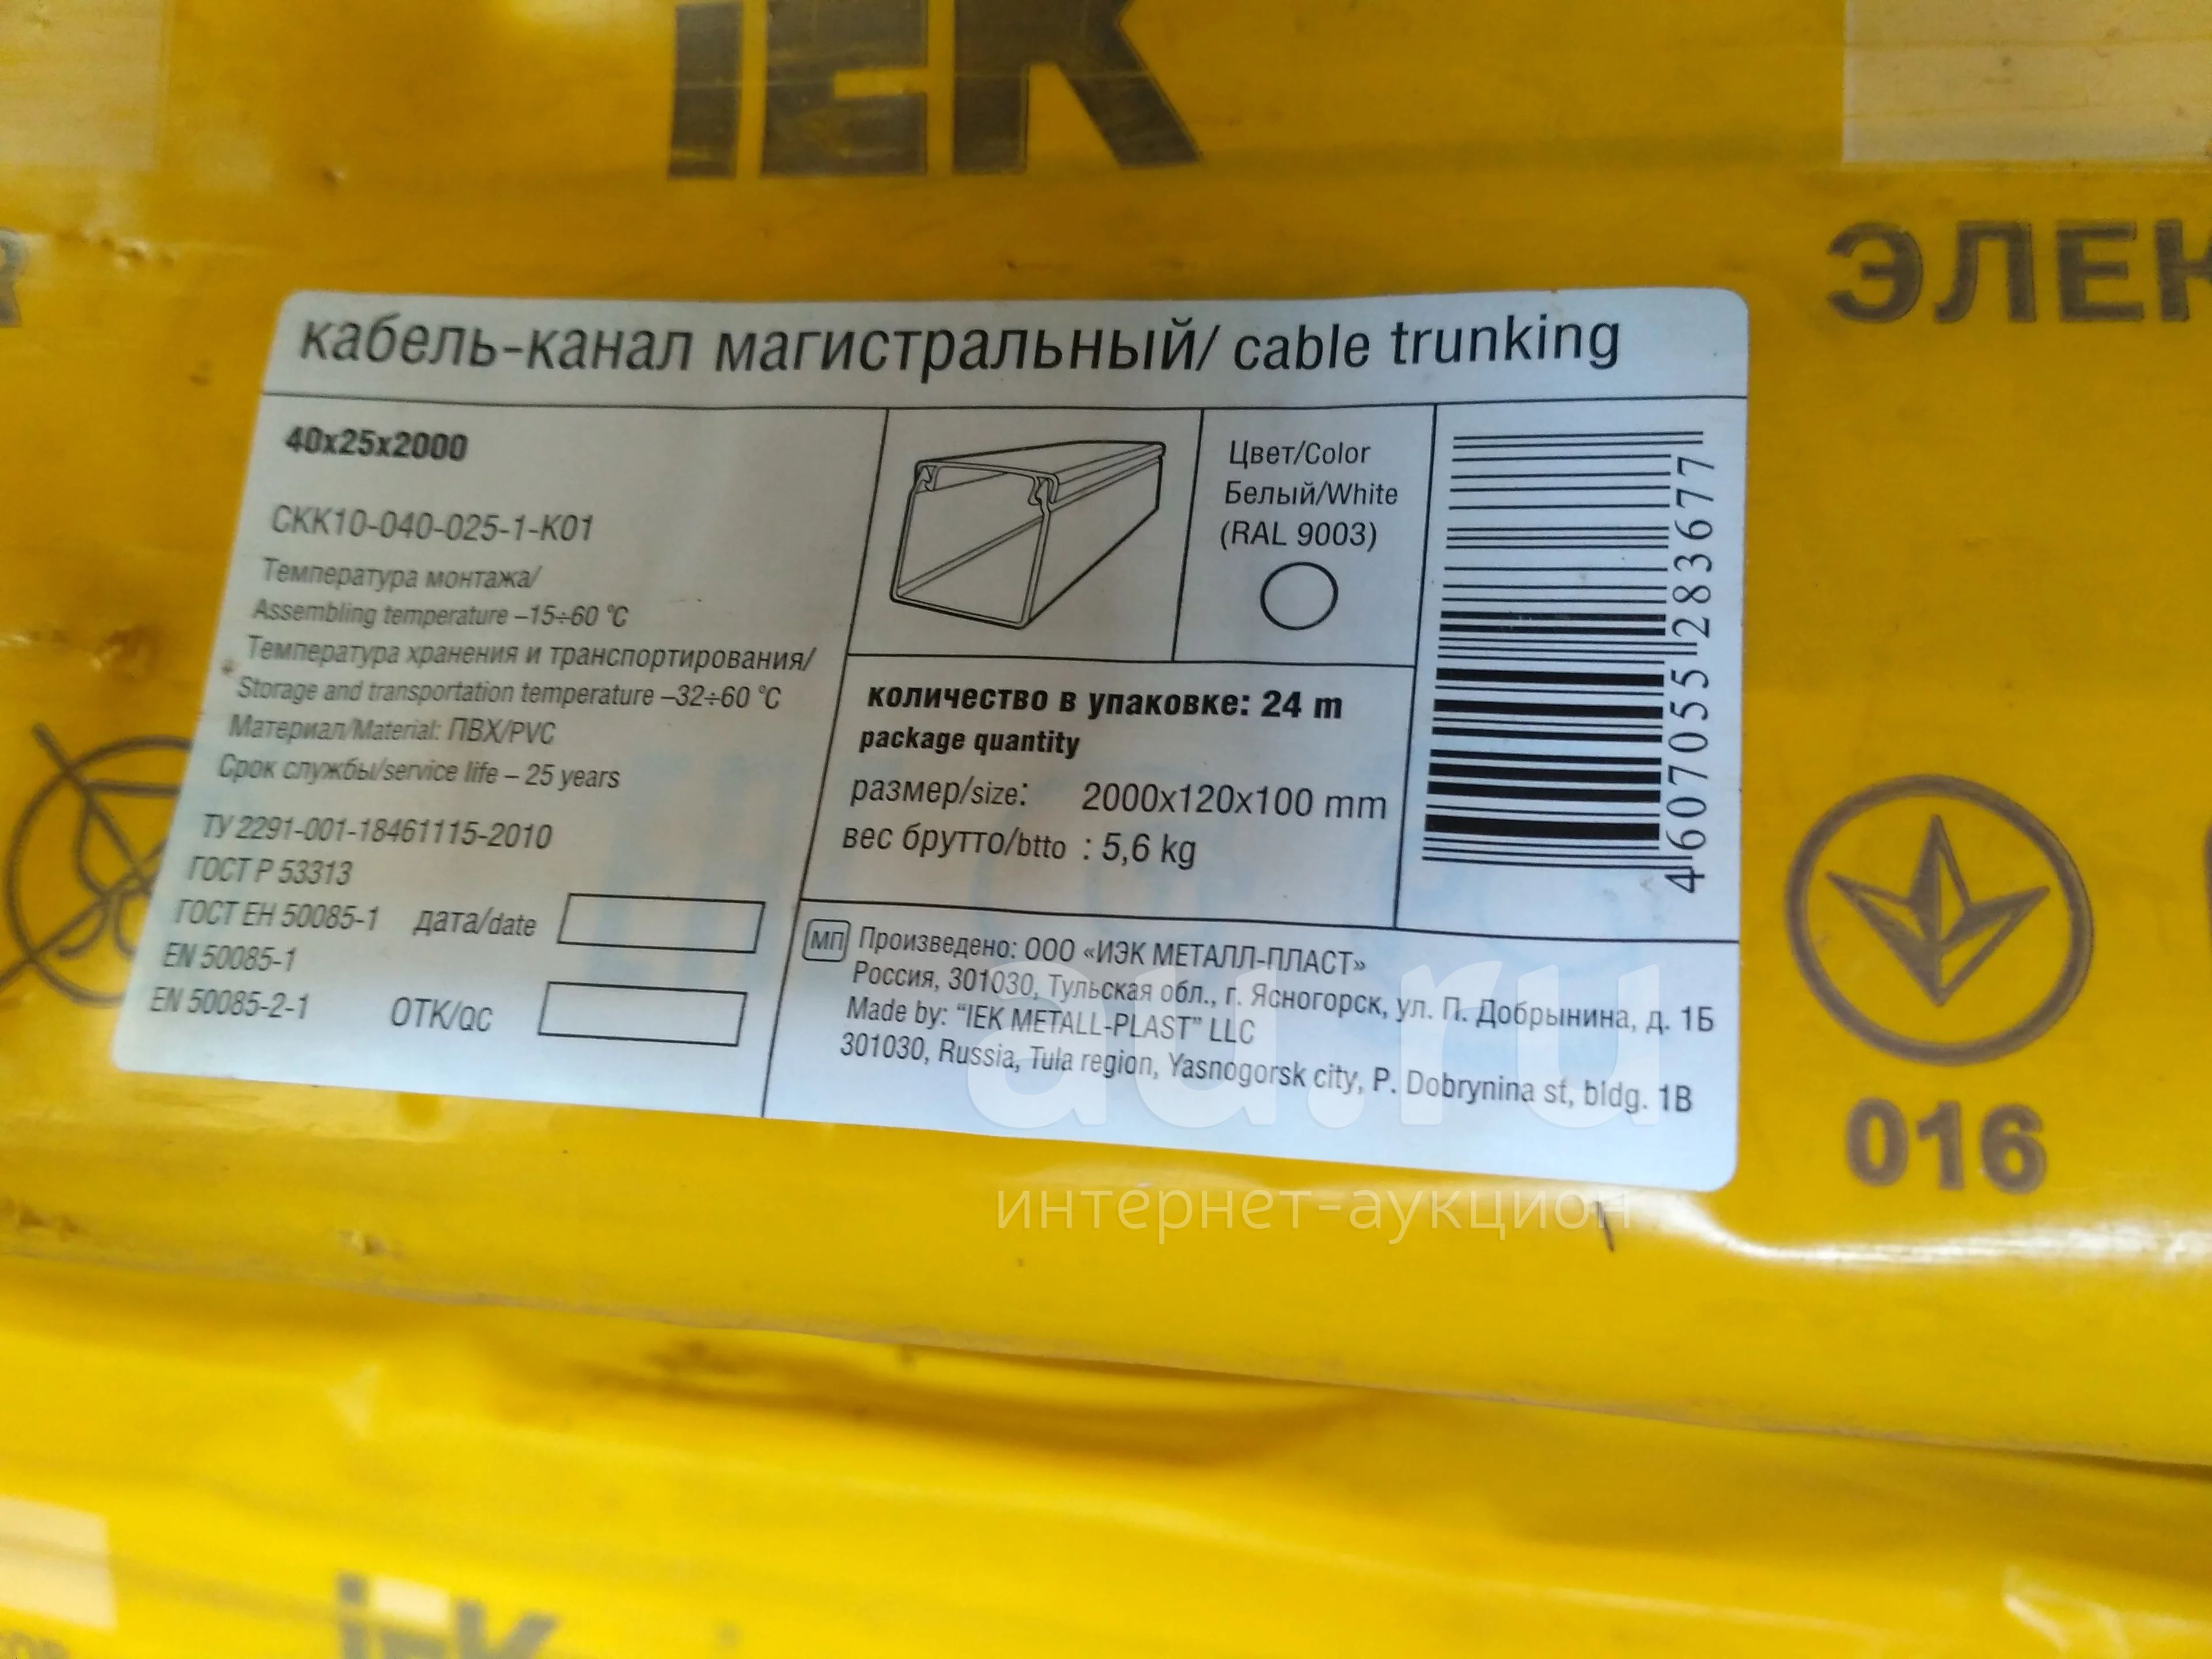 IEK
ЭЛЕК
кабель-канал магистральный/ cable trunking
40x25x2000
CKK10-040-025-1-K01
Температура монтажа/
Assembling temperature –15÷60 °C
Температура хранения и транспортирования/
Storage and transportation temperature –32÷60 °C
Материал/Material: ПВХ/PVC
Срок службы/service life – 25 years
ТУ 2291-001-18461115-2010
ГОСТ Р 53313
ГОСТ ЕН 50085-1 дата/date
EN 50085-1
EN 50085-2-1 ОТК/QC
Цвет/Color
Белый/White
(RAL 9003)
количество в упаковке: 24 m
package quantity
размер/size: 2000x120x100 mm
вес брутто/btto : 5,6 kg
4607055283677
МП Произведено: ООО «ИЭК МЕТАЛЛ-ПЛАСТ»
Россия, 301030, Тульская обл., г. Ясногорск, ул. П. Добрынина, д. 1Б
Made by: “IEK METALL-PLAST” LLC
301030, Russia, Tula region, Yasnogorsk city, P. Dobrynina st, bldg. 1B
016
au.ru
интернет-аукцион
IEK